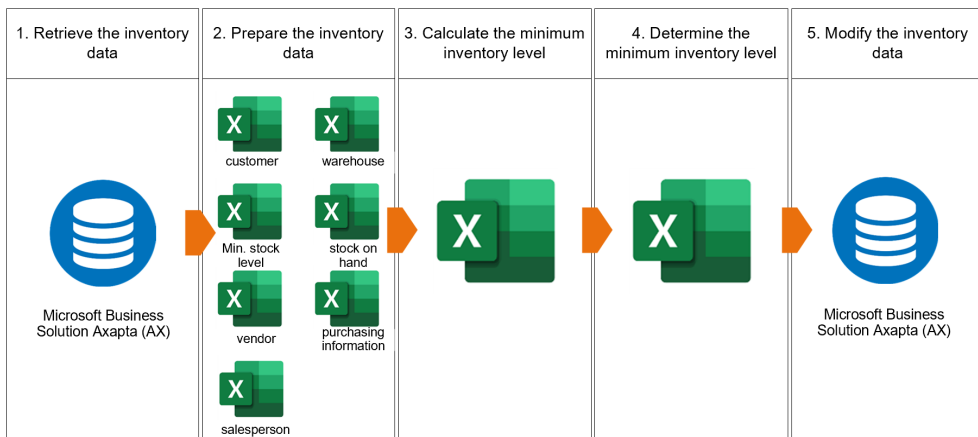 1. Retrieve the inventory
data
2. Prepare the inventory
data
3. Calculate the minimum
inventory level
4. Determine the
minimum inventory level
5. Modify the inventory
data
Microsoft Business
Solution Axapta (AX)
X
customer
X
warehouse
X
Min. stock
level
X
stock on
hand
X
vendor
X
purchasing
information
X
salesperson
X
X
Microsoft Business
Solution Axapta (AX)